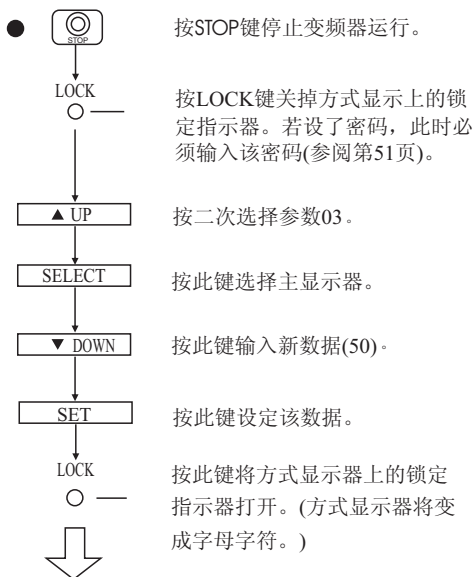 STOP
按STOP键停止变频器运行。
LOCK
按LOCK键关掉方式显示上的锁
定指示器。若设了密码，此时必
须输入该密码(参阅第51页)。
▲ UP
按二次选择参数03。
SELECT
按此键选择主显示器。
▼ DOWN
按此键输入新数据(50)。
SET
按此键设定该数据。
LOCK
按此键将方式显示器上的锁定
指示器打开。(方式显示器将变
成字母字符。)